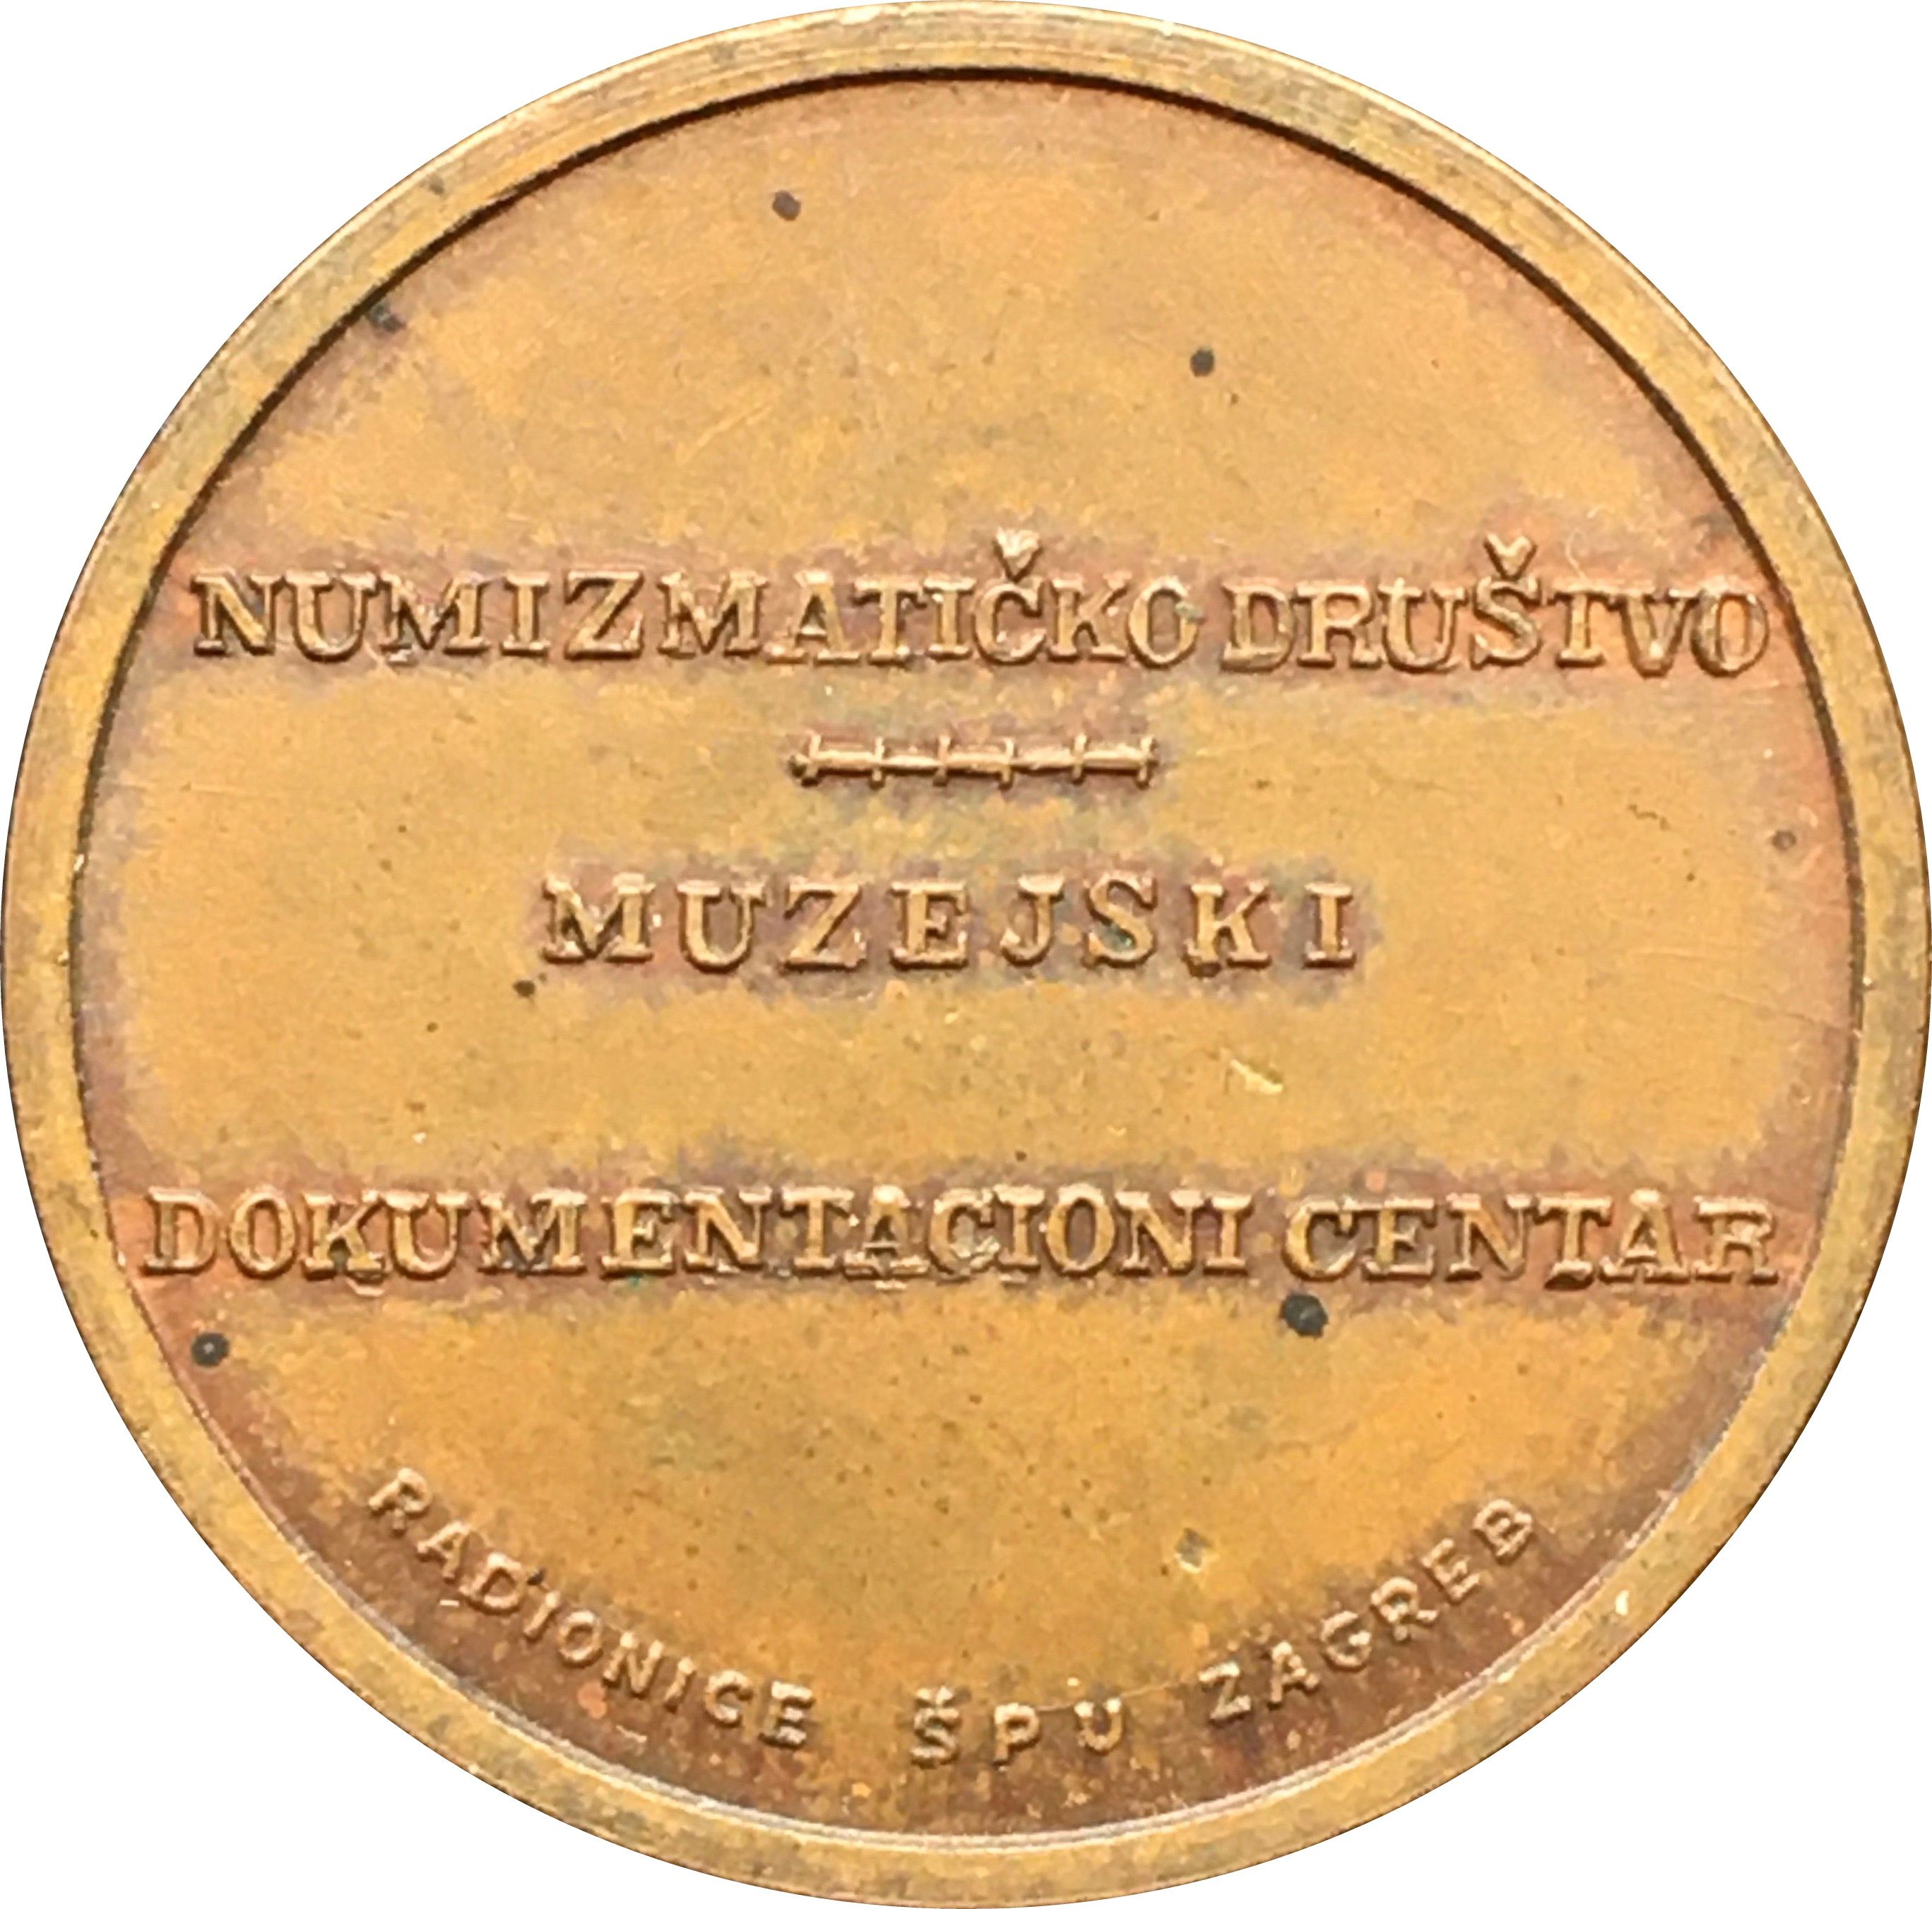 NUMIZMATIČKO DRUŠTVO
MUZEJSKI
DOKUMENTACIONI CENTAR
RADIONICE ŠPU ZAGREB